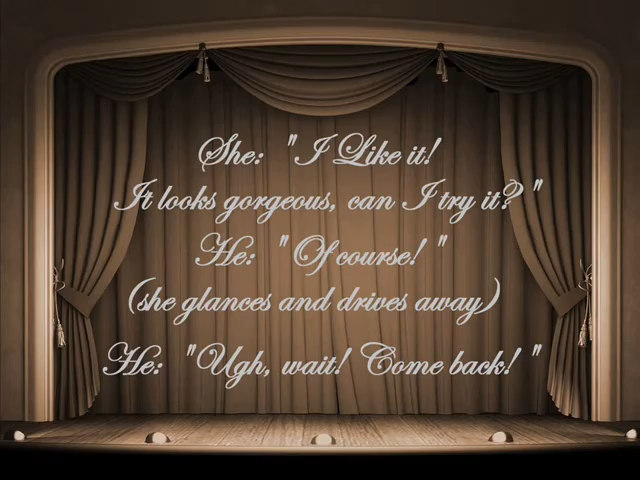 She: "I Like it!
It looks gorgeous, can I try it?"
He: "Of course!"
(she glances and drives away)
He: "Ugh, wait! Come back!"